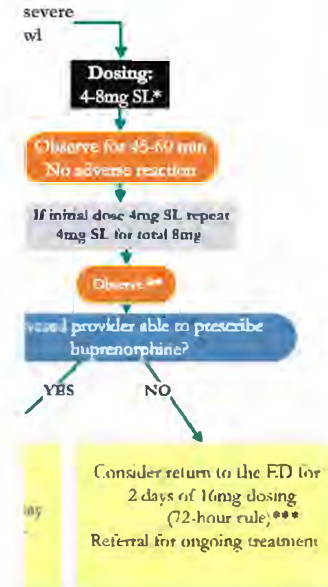 severe
wl
Dosing:
4-8mg SL*
Observe for 45-60 min
No adverse reaction
If initial dose 4mg SL repeat
4mg SL for total 8mg
Observe**
provider able to prescribe
buprenorphine?
YES
NO
Consider return to the ED for
2 days of 16mg dosing
(72-hour rule)***
Referral for ongoing treatment